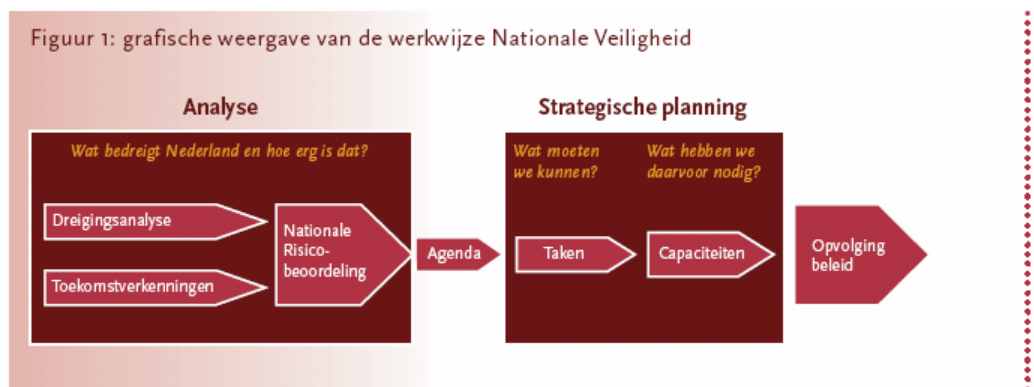 Figuur 1: grafische weergave van de werkwijze Nationale Veiligheid
Analyse
Wat bedreigt Nederland en hoe erg is dat?
Dreigingsanalyse
Toekomstverkenningen
Nationale
Risico-
beoordeling
Agenda
Strategische planning
Wat moeten
we kunnen?
Wat hebben we
daarvoor nodig?
Taken
Capaciteiten
Opvolging
beleid